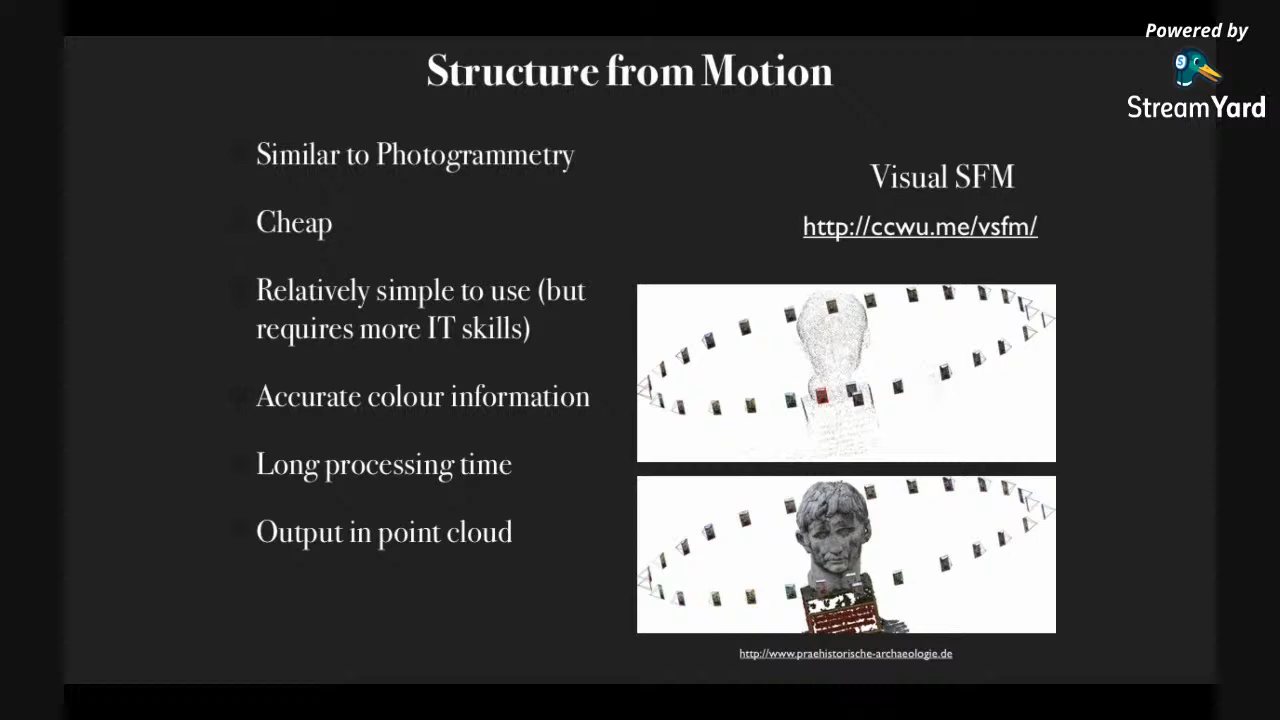 Powered by
StreamYard
Structure from Motion
Similar to Photogrammetry
Cheap
Relatively simple to use (but
requires more IT skills)
Accurate colour information
Long processing time
Output in point cloud
Visual SFM
http://ccwu.me/vsfm/
http://www.praehistorische-archaeologie.de